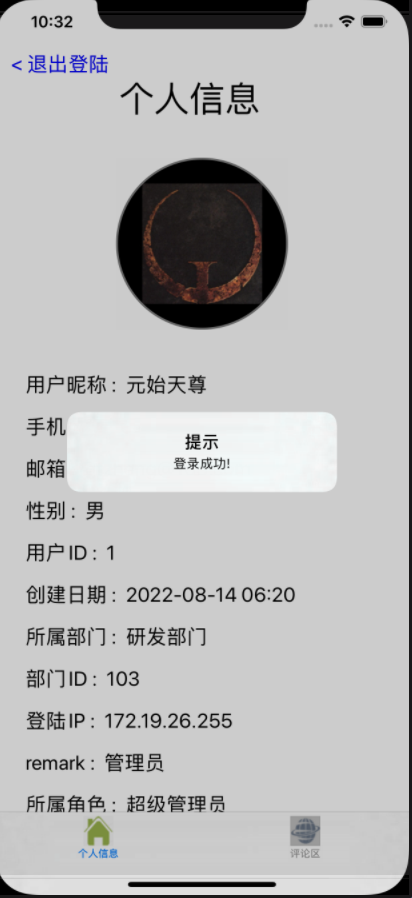 10:32
< 退出登陆
个人信息
用户昵称：元始天尊
手机
提示
登录成功!
邮箱
性别：男
用户ID：1
创建日期：2022-08-14 06:20
所属部门：研发部门
部门ID：103
登陆IP：172.19.26.255
remark：管理员
所属角色：超级管理员
个人信息
评论区